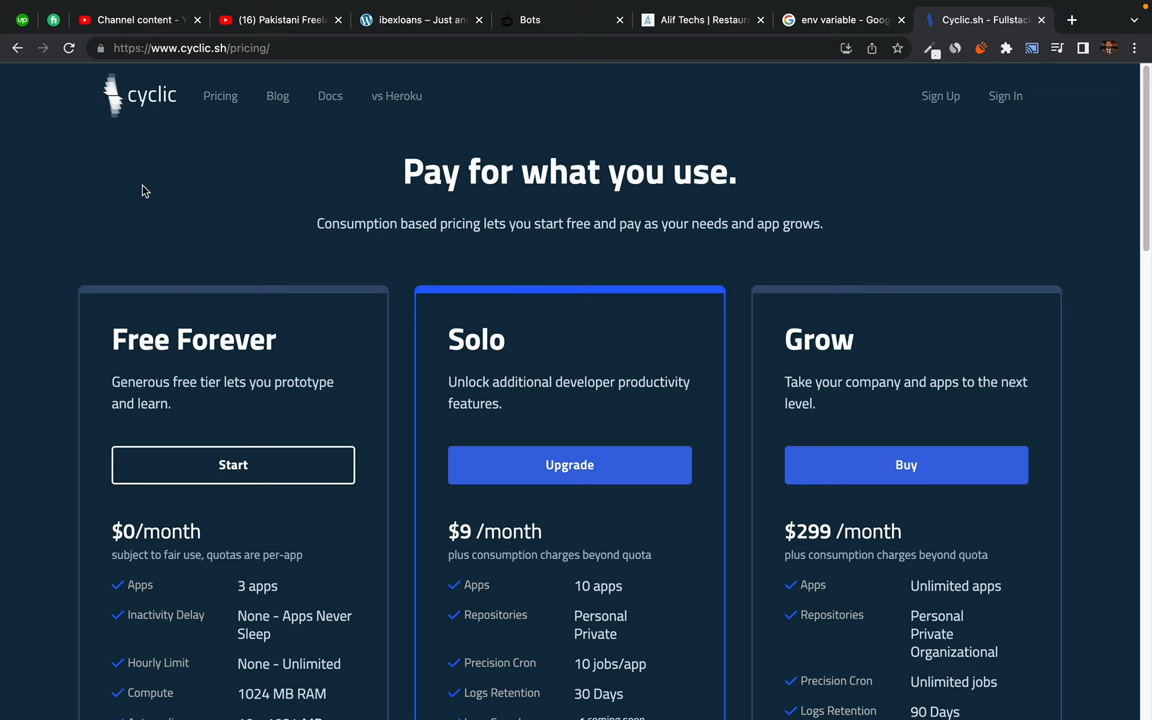 up
fi
Channel content - Y
(16) Pakistani Freela
ibexloans – Just an
Bots
Alif Techs | Restaur
env variable - Goog
Cyclic.sh - Fullstac
https://www.cyclic.sh/pricing/
cyclic
Pricing
Blog
Docs
vs Heroku
Sign Up
Sign In
Pay for what you use.
Consumption based pricing lets you start free and pay as your needs and app grows.
Free Forever
Generous free tier lets you prototype
and learn.
Start
$0/month
subject to fair use, quotas are per-app
Apps 3 apps
Inactivity Delay None - Apps Never
Sleep
Hourly Limit None - Unlimited
Compute 1024 MB RAM
Solo
Unlock additional developer productivity
features.
Upgrade
$9 /month
plus consumption charges beyond quota
Apps 10 apps
Repositories Personal
Private
Precision Cron 10 jobs/app
Logs Retention 30 Days
coming soon
Grow
Take your company and apps to the next
level.
Buy
$299 /month
plus consumption charges beyond quota
Apps Unlimited apps
Repositories Personal
Private
Organizational
Precision Cron Unlimited jobs
Logs Retention 90 Days